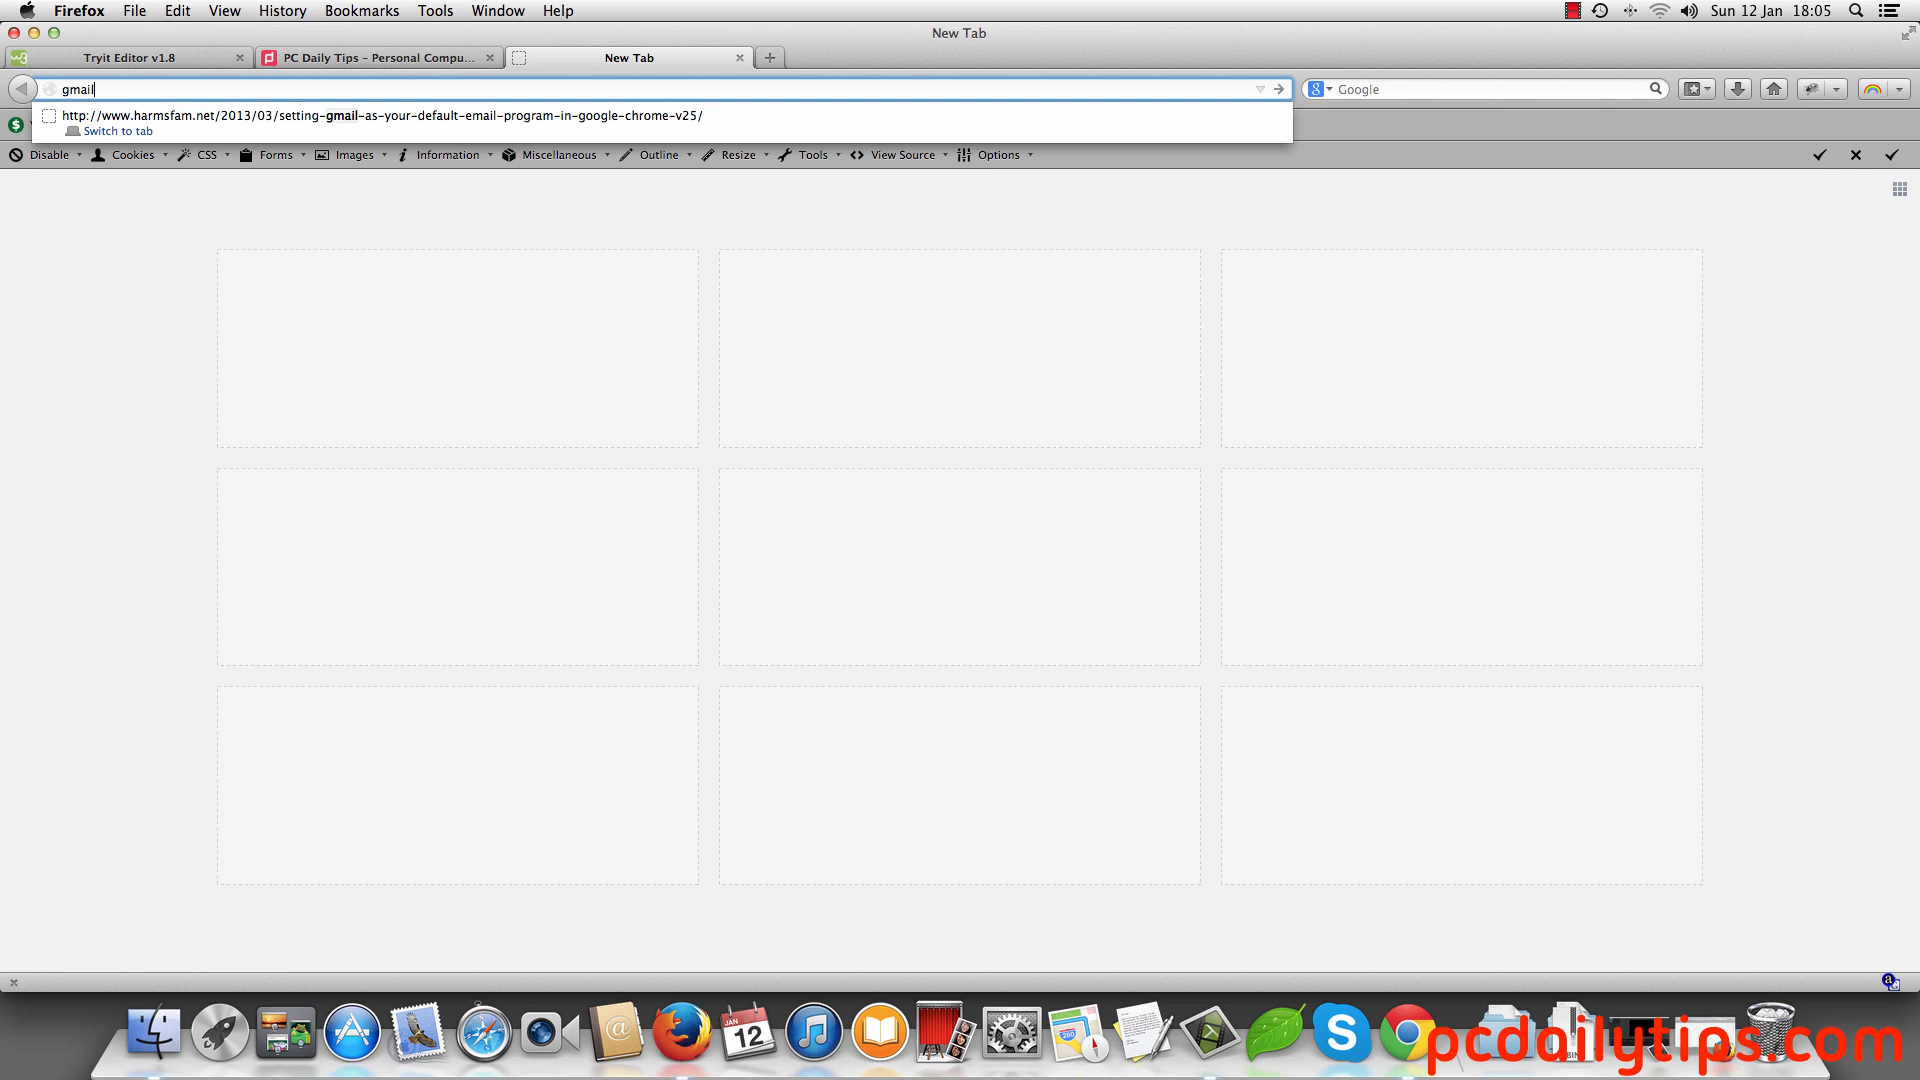 Firefox File Edit View History Bookmarks Tools Window Help Sun 12 Jan 18:05
New Tab
Tryit Editor v1.8 PC Daily Tips – Personal Compu... New Tab
gmail Google
http://www.harmsfam.net/2013/03/setting-gmail-as-your-default-email-program-in-google-chrome-v25/
Switch to tab
Disable Cookies CSS Forms Images Information Miscellaneous Outline Resize Tools View Source Options
JAN
12
pcdailytips.com